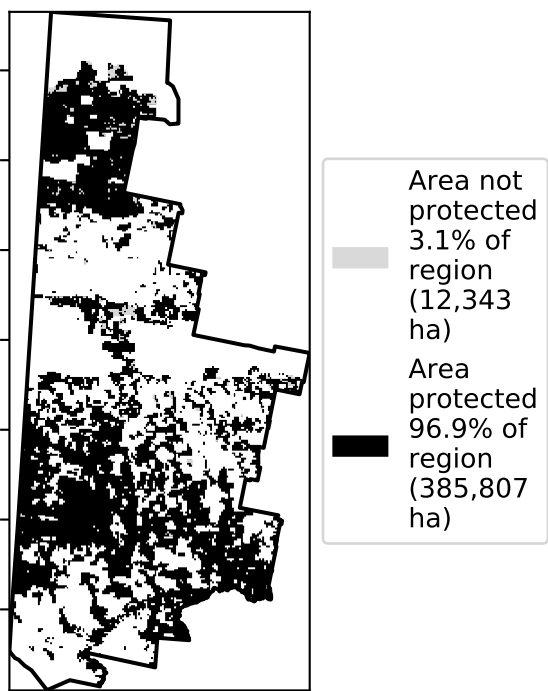 Area not
protected
3.1% of
region
(12,343
ha)
Area
protected
96.9% of
region
(385,807
ha)